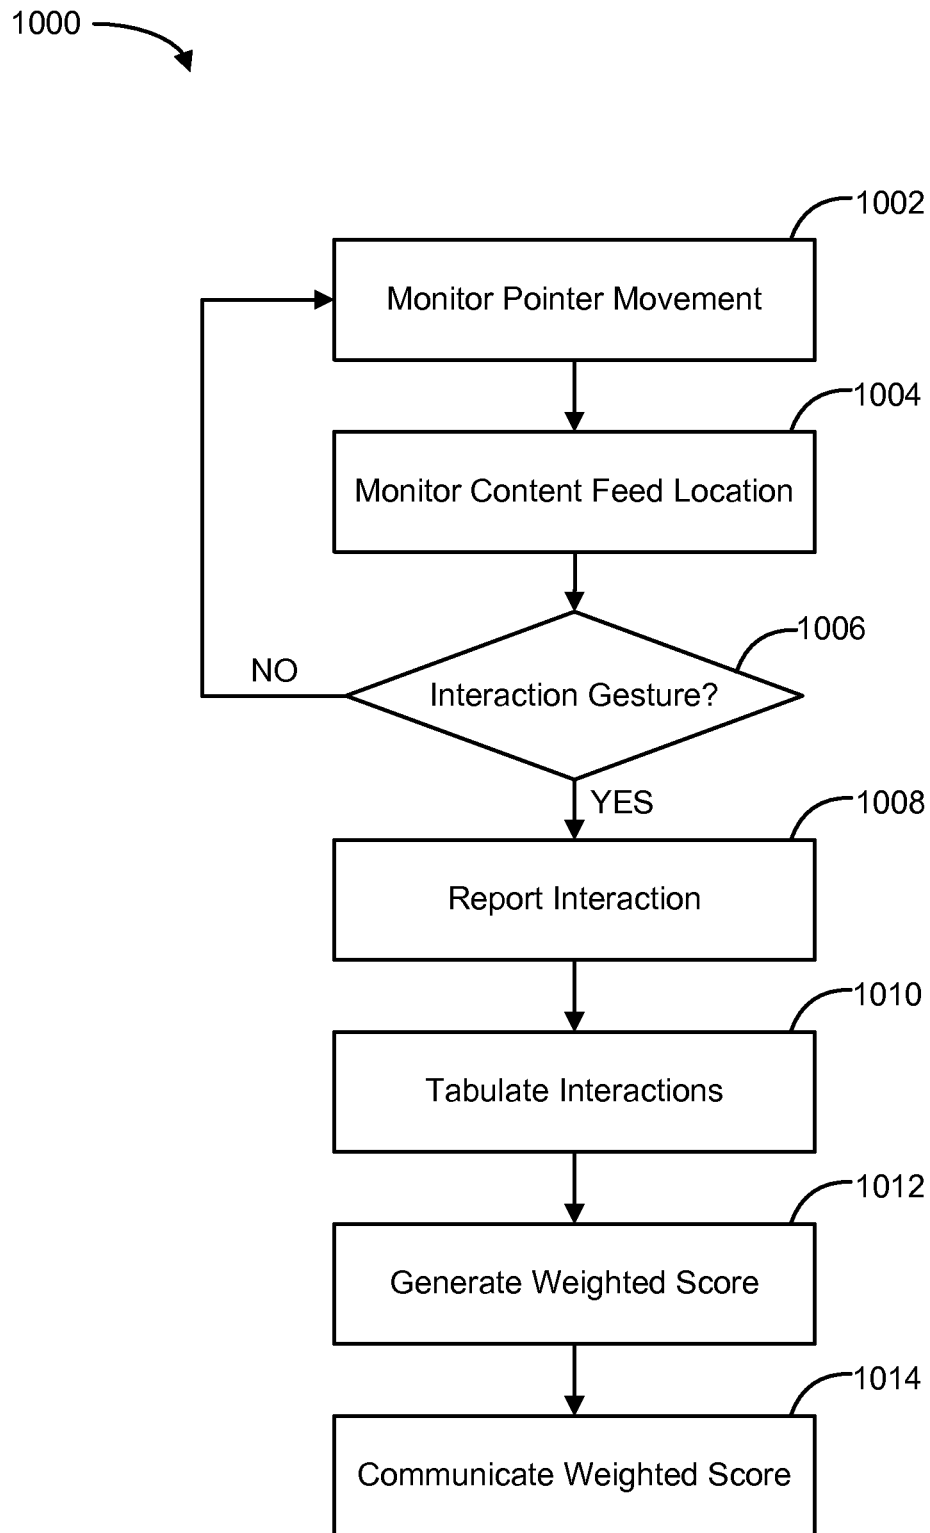 1000
1002
Monitor Pointer Movement
1004
Monitor Content Feed Location
1006
Interaction Gesture?
NO
YES
1008
Report Interaction
1010
Tabulate Interactions
1012
Generate Weighted Score
1014
Communicate Weighted Score